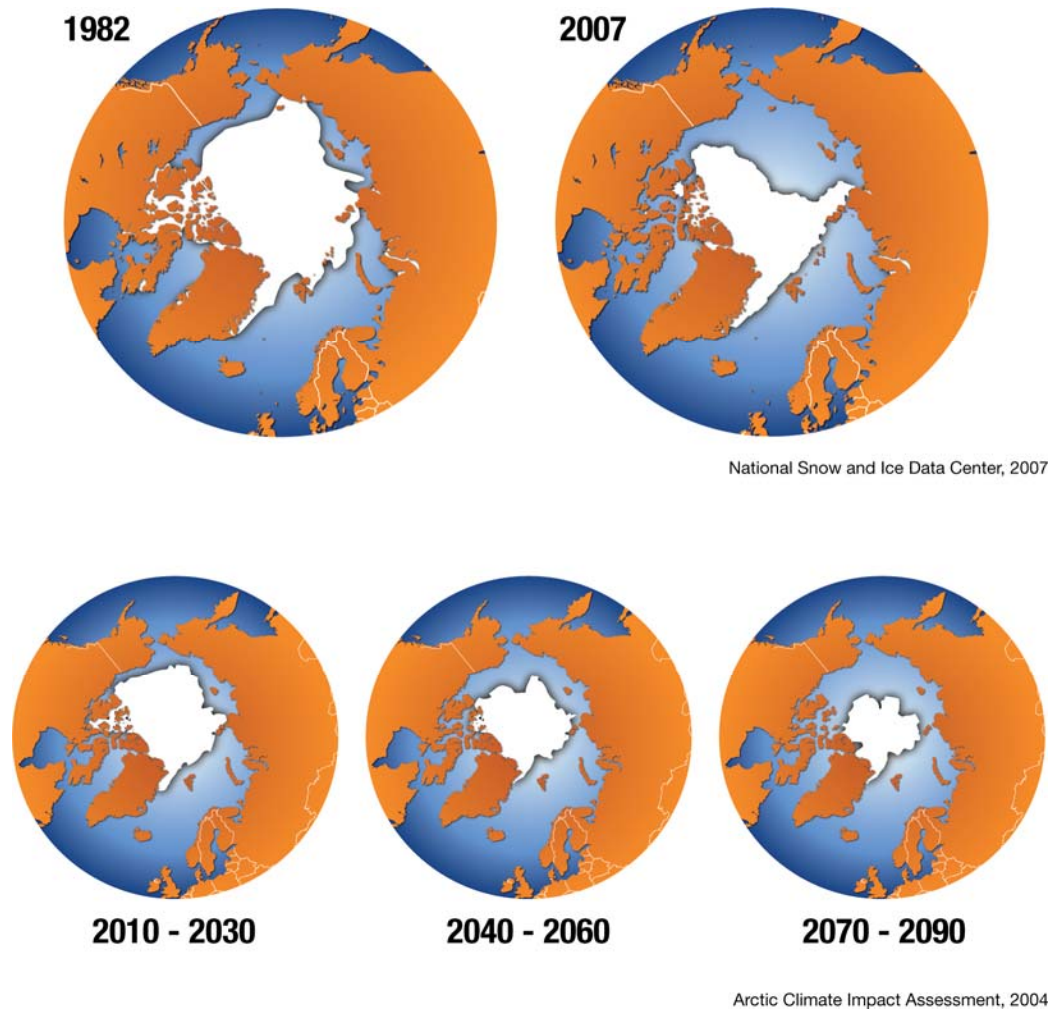 1982
2007
National Snow and Ice Data Center, 2007
2010 - 2030
2040 - 2060
2070 - 2090
Arctic Climate Impact Assessment, 2004